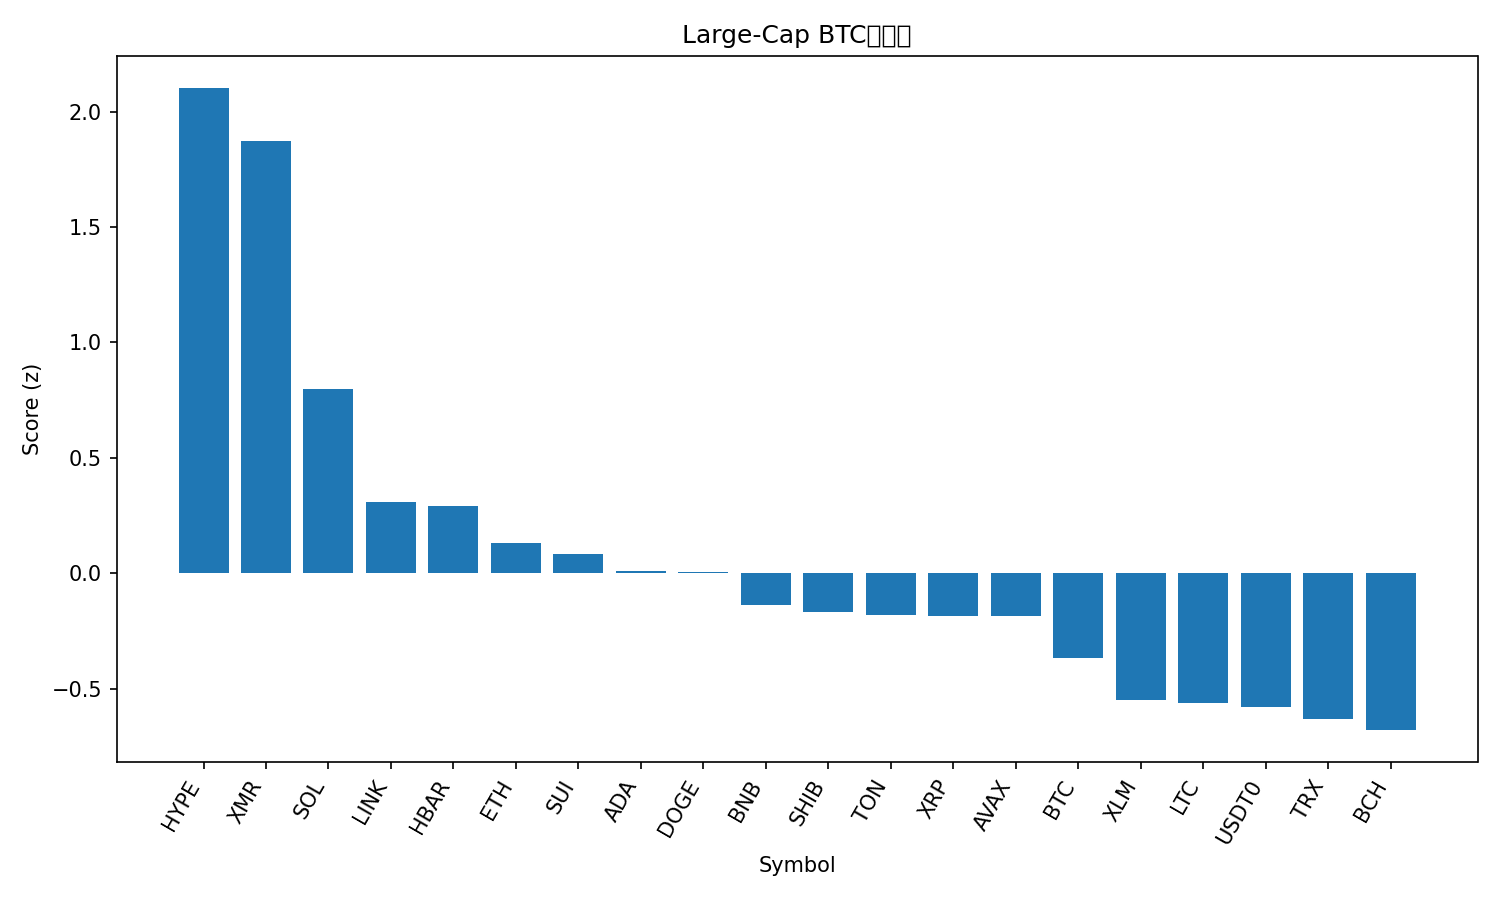 Large-Cap BTC
2.0
1.5
1.0
0.5
0.0
−0.5
Score (z)
HYPE
XMR
SOL
LINK
HBAR
ETH
SUI
ADA
DOGE
BNB
SHIB
TON
XRP
AVAX
BTC
XLM
LTC
USDT0
TRX
BCH
Symbol